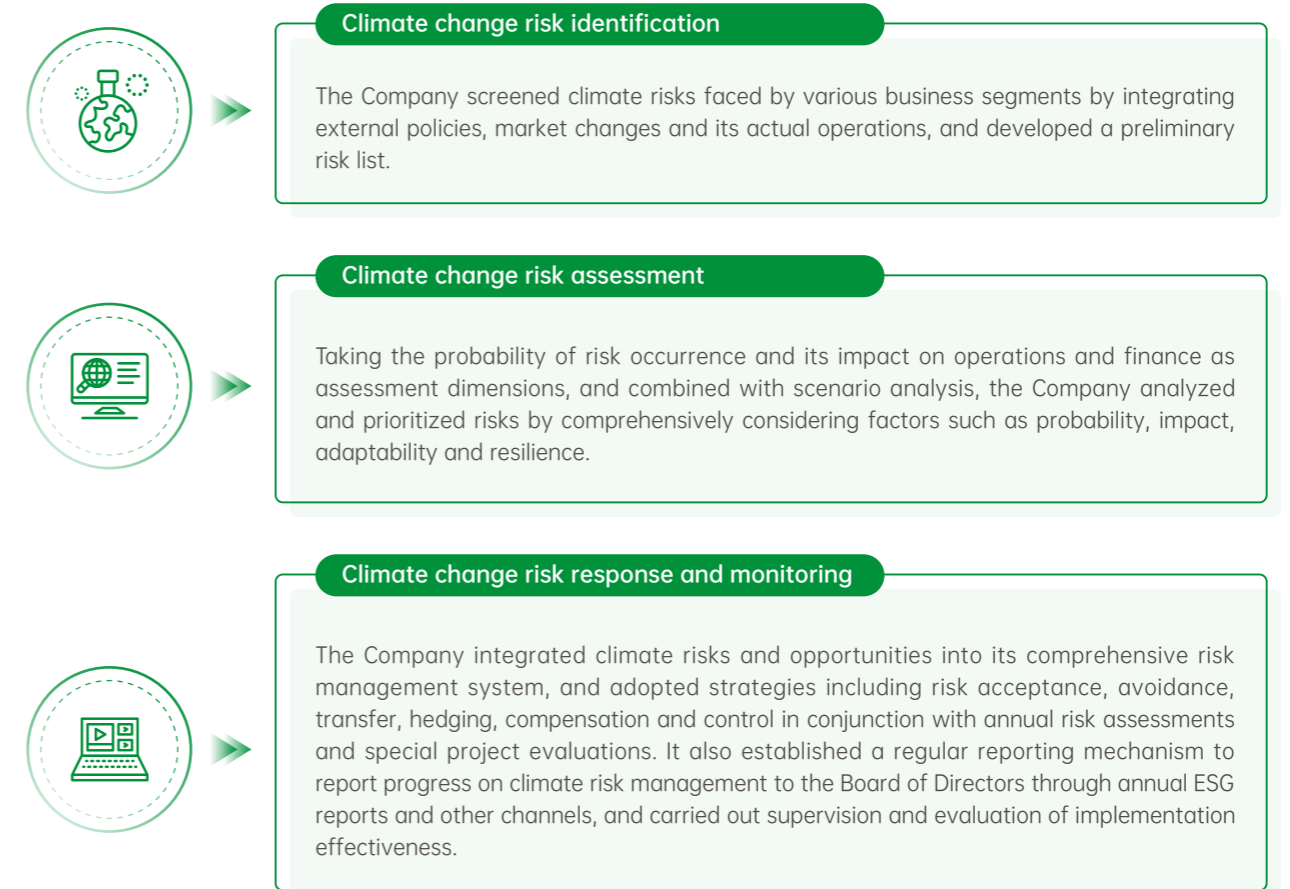 Climate change risk identification
The Company screened climate risks faced by various business segments by integrating
external policies, market changes and its actual operations, and developed a preliminary
risk list.
Climate change risk assessment
Taking the probability of risk occurrence and its impact on operations and finance as
assessment dimensions, and combined with scenario analysis, the Company analyzed
and prioritized risks by comprehensively considering factors such as probability, impact,
adaptability and resilience.
Climate change risk response and monitoring
The Company integrated climate risks and opportunities into its comprehensive risk
management system, and adopted strategies including risk acceptance, avoidance,
transfer, hedging, compensation and control in conjunction with annual risk assessments
and special project evaluations. It also established a regular reporting mechanism to
report progress on climate risk management to the Board of Directors through annual ESG
reports and other channels, and carried out supervision and evaluation of implementation
effectiveness.